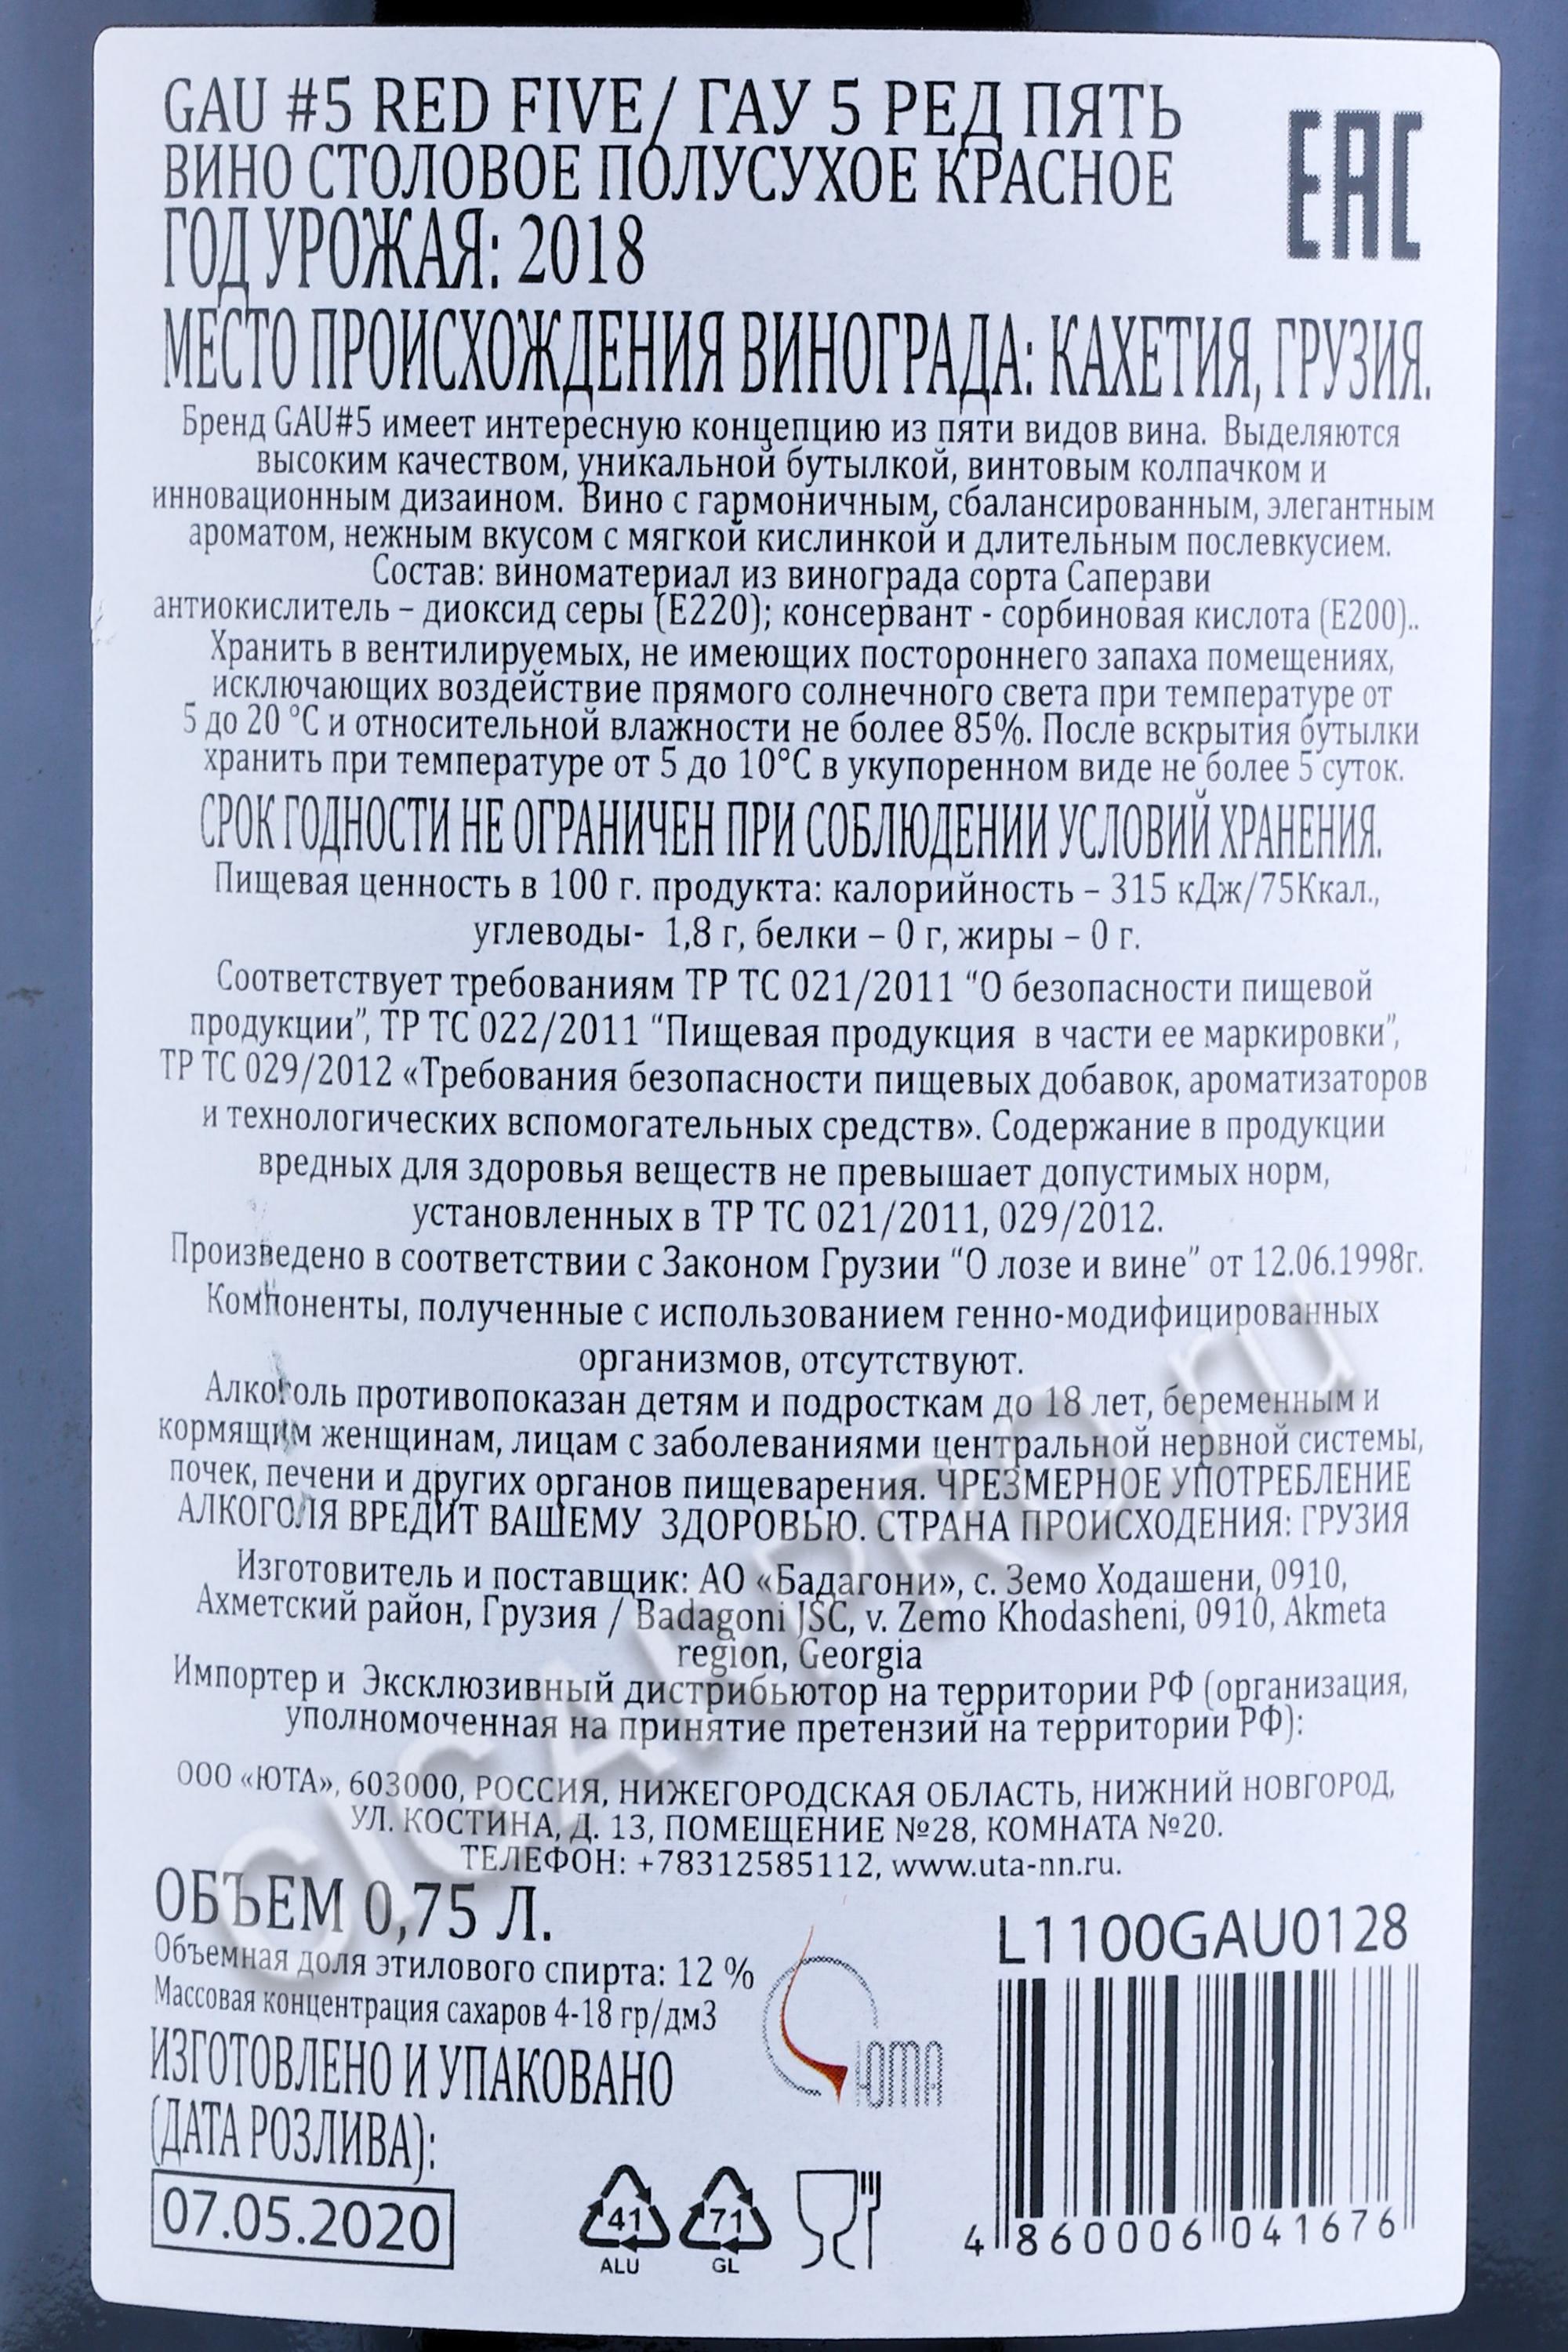 GAU #5 RED FIVE/ ГАУ 5 РЕД ПЯТЬ
ВИНО СТОЛОВОЕ ПОЛУСУХОЕ КРАСНОЕ
ГОД УРОЖАЯ: 2018
EAC
МЕСТО ПРОИСХОЖДЕНИЯ ВИНОГРАДА: КАХЕТИЯ, ГРУЗИЯ.
Бренд GAU#5 имеет интересную концепцию из пяти видов вина. Выделяются
высоким качеством, уникальной бутылкой, винтовым колпачком и
инновационным дизаином. Вино с гармоничным, сбалансированным, элегантным
ароматом, нежным вкусом с мягкой кислинкой и длительным послевкусием.
Состав: виноматериал из винограда сорта Саперави
антиокислитель – диоксид серы (Е220); консервант - сорбиновая кислота (Е200)..
Хранить в вентилируемых, не имеющих постороннего запаха помещениях,
исключающих воздействие прямого солнечного света при температуре от
5 до 20 °С и относительной влажности не более 85%. После вскрытия бутылки
хранить при температуре от 5 до 10°С в укупоренном виде не более 5 суток.
СРОК ГОДНОСТИ НЕ ОГРАНИЧЕН ПРИ СОБЛЮДЕНИИ УСЛОВИЙ ХРАНЕНИЯ.
Пищевая ценность в 100 г. продукта: калорийность – 315 кДж/75Ккал.,
углеводы- 1,8 г, белки – 0 г, жиры – 0 г.
Соответствует требованиям ТР ТС 021/2011 “О безопасности пищевой
продукции”, ТР ТС 022/2011 “Пищевая продукция в части ее маркировки”,
ТР ТС 029/2012 «Требования безопасности пищевых добавок, ароматизаторов
и технологических вспомогательных средств». Содержание в продукции
вредных для здоровья веществ не превышает допустимых норм,
установленных в ТР ТС 021/2011, 029/2012.
Произведено в соответствии с Законом Грузии “О лозе и вине” от 12.06.1998г.
Компоненты, полученные с использованием генно-модифицированных
организмов, отсутствуют.
Алкоголь противопоказан детям и подросткам до 18 лет, беременным и
кормящим женщинам, лицам с заболеваниями центральной нервной системы,
почек, печени и других органов пищеварения. ЧРЕЗМЕРНОЕ УПОТРЕБЛЕНИЕ
АЛКОГОЛЯ ВРЕДИТ ВАШЕМУ ЗДОРОВЬЮ. СТРАНА ПРОИСХОДЕНИЯ: ГРУЗИЯ
Изготовитель и поставщик: АО «Бадагони», с. Земо Ходашени, 0910,
Ахметский район, Грузия / Badagoni JSC, v. Zemo Khodasheni, 0910, Akmeta
region, Georgia
Импортер и Эксклюзивный дистрибьютор на территории РФ (организация,
уполномоченная на принятие претензий на территории РФ):
ООО «ЮТА», 603000, РОССИЯ, НИЖЕГОРОДСКАЯ ОБЛАСТЬ, НИЖНИЙ НОВГОРОД,
УЛ. КОСТИНА, Д. 13, ПОМЕЩЕНИЕ №28, КОМНАТА №20.
ТЕЛЕФОН: +78312585112, www.uta-nn.ru.
ОБЪЕМ 0,75 Л.
Объемная доля этилового спирта: 12 %
Массовая концентрация сахаров 4-18 гр/дм3
ИЗГОТОВЛЕНО И УПАКОВАНО
(ДАТА РОЗЛИВА):
07.05.2020
ЮТА
41
ALU
71
GL
L1100GAU0128
4 860006 041676
CIGARPRO.ru